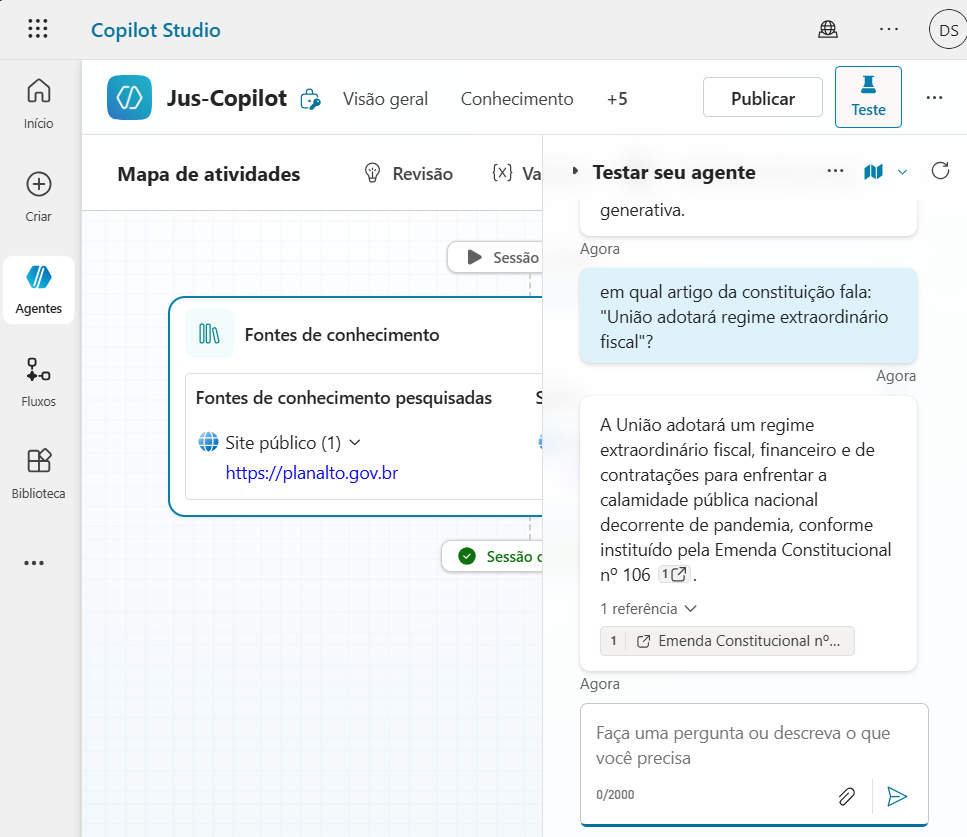 Copilot Studio
DS
Início
Criar
Agentes
Fluxos
Biblioteca
Jus-Copilot
Visão geral
Conhecimento
+5
Publicar
Teste
Mapa de atividades
Revisão
{x} Va
Sessão
Fontes de conhecimento
Fontes de conhecimento pesquisadas
S
Site público (1)
https://planalto.gov.br
Sessão c
Testar seu agente
generativa.
Agora
em qual artigo da constituição fala:
"União adotará regime extraordinário
fiscal"?
Agora
A União adotará um regime
extraordinário fiscal, financeiro e de
contratações para enfrentar a
calamidade pública nacional
decorrente de pandemia, conforme
instituído pela Emenda Constitucional
nº 106 1.
1 referência
1 Emenda Constitucional nº...
Agora
Faça uma pergunta ou descreva o que
você precisa
0/2000